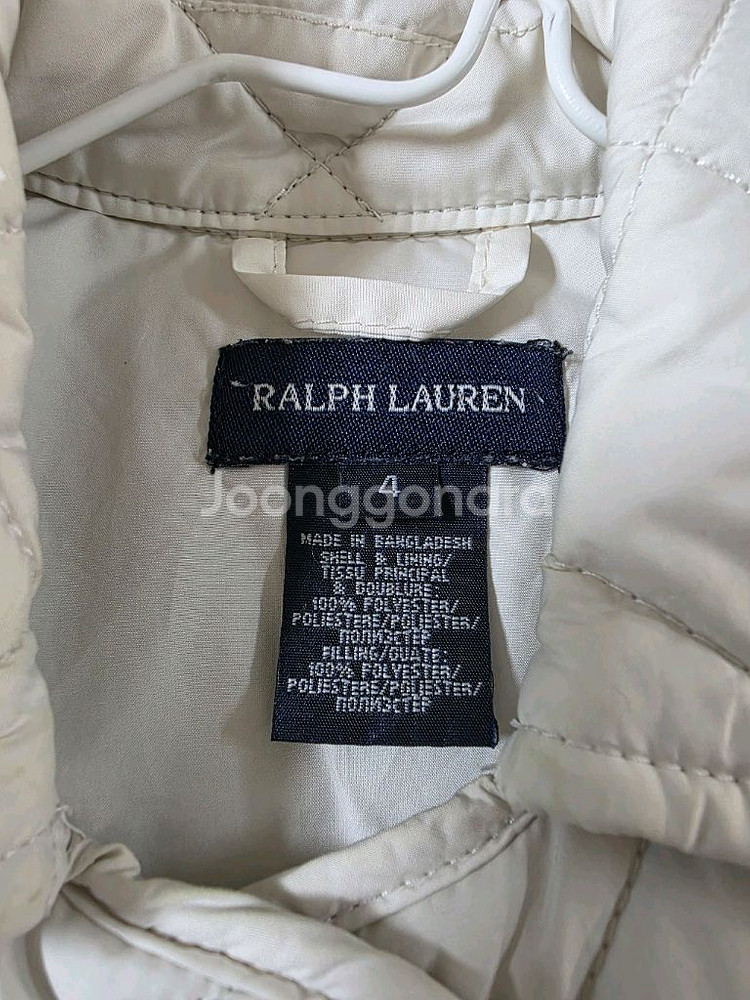 RALPH LAUREN
4
Joonggonara
MADE IN BANGLADESH
SHELL & LINING/
TISSU PRINCIPAL
& DOUBLURE:
100% POLYESTER/
POLIESTERE/POLIESTER/
ПОЛИЭСТЕР
FILLING/OUATE:
100% POLYESTER/
POLIESTERE/POLIESTER/
ПОЛИЭСТЕР